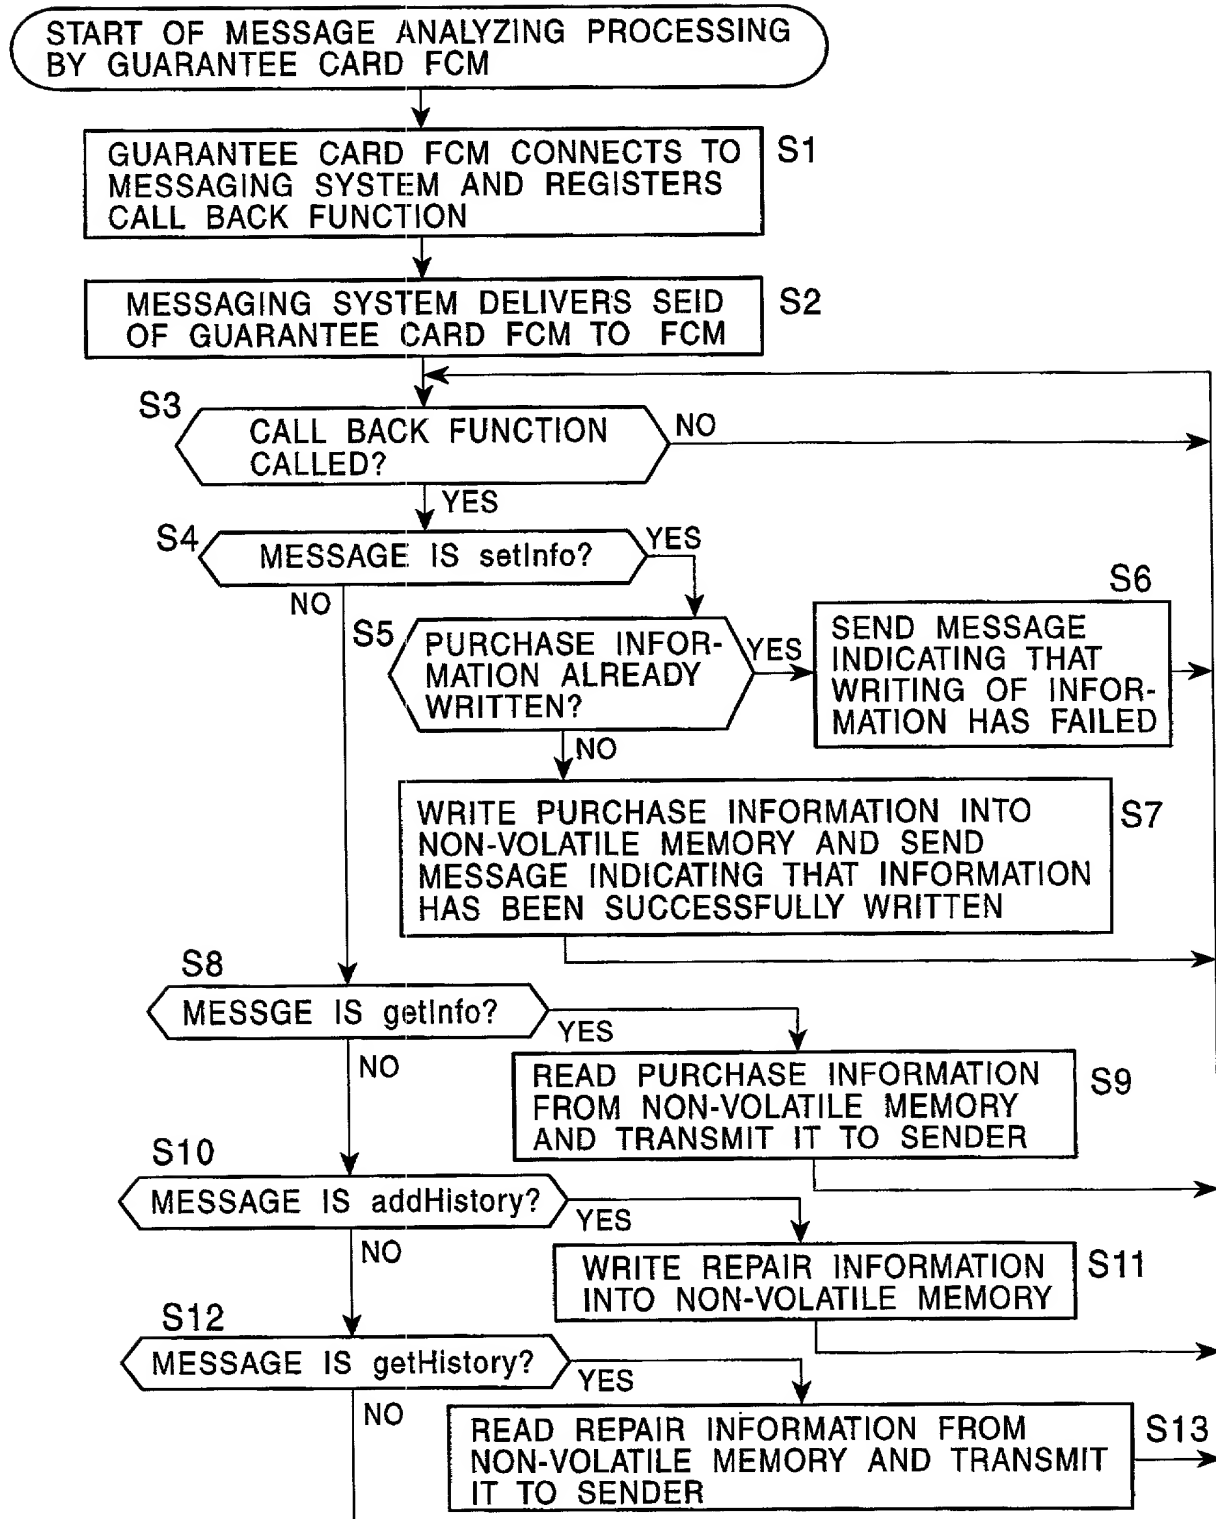 START OF MESSAGE ANALYZING PROCESSING
BY GUARANTEE CARD FCM
GUARANTEE CARD FCM CONNECTS TO
MESSAGING SYSTEM AND REGISTERS
CALL BACK FUNCTION
S1
MESSAGING SYSTEM DELIVERS SEID
OF GUARANTEE CARD FCM TO FCM
S2
S3
CALL BACK FUNCTION
CALLED?
NO
YES
S4
MESSAGE IS setInfo?
YES
NO
S5
PURCHASE INFOR-
MATION ALREADY
WRITTEN?
YES
NO
S6
SEND MESSAGE
INDICATING THAT
WRITING OF INFOR-
MATION HAS FAILED
WRITE PURCHASE INFORMATION INTO
NON-VOLATILE MEMORY AND SEND
MESSAGE INDICATING THAT INFORMATION
HAS BEEN SUCCESSFULLY WRITTEN
S7
S8
MESSGE IS getInfo?
YES
NO
READ PURCHASE INFORMATION
FROM NON-VOLATILE MEMORY
AND TRANSMIT IT TO SENDER
S9
S10
MESSAGE IS addHistory?
YES
NO
WRITE REPAIR INFORMATION
INTO NON-VOLATILE MEMORY
S11
S12
MESSAGE IS getHistory?
YES
NO
READ REPAIR INFORMATION FROM
NON-VOLATILE MEMORY AND TRANSMIT
IT TO SENDER
S13